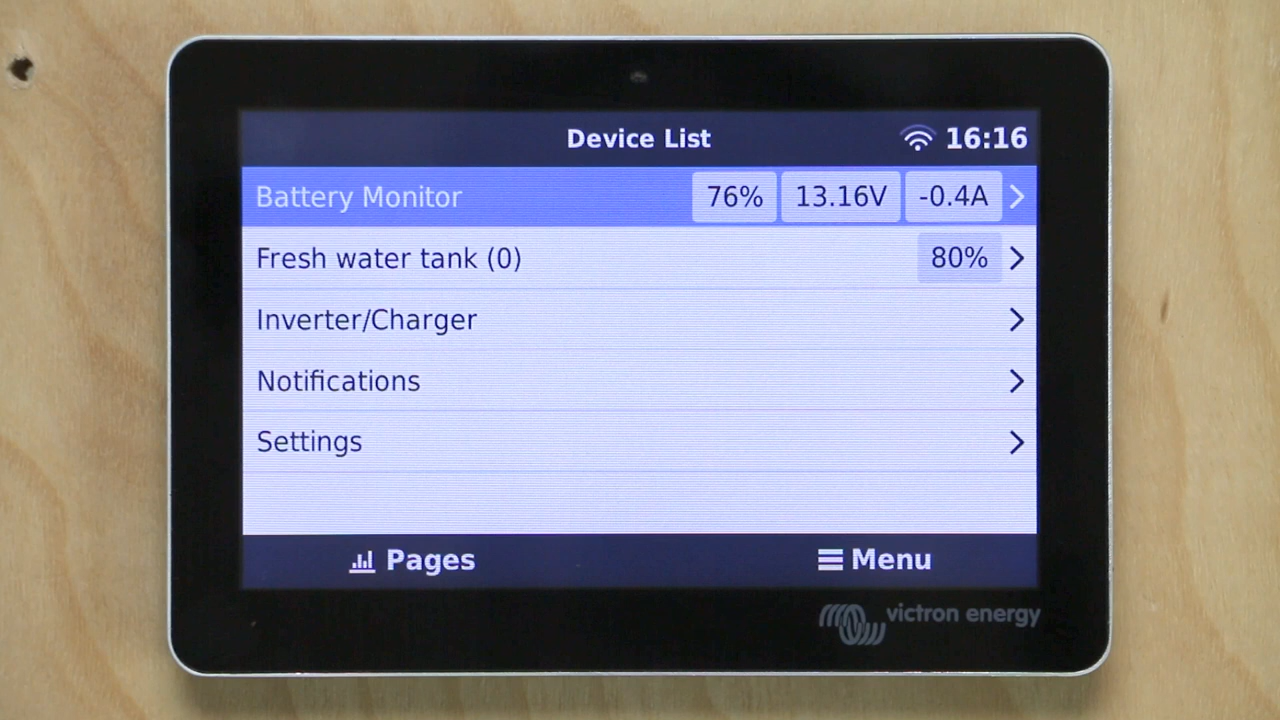 Device List 16:16
Battery Monitor 76% 13.16V -0.4A
Fresh water tank (0) 80%
Inverter/Charger
Notifications
Settings
Pages Menu
victron energy